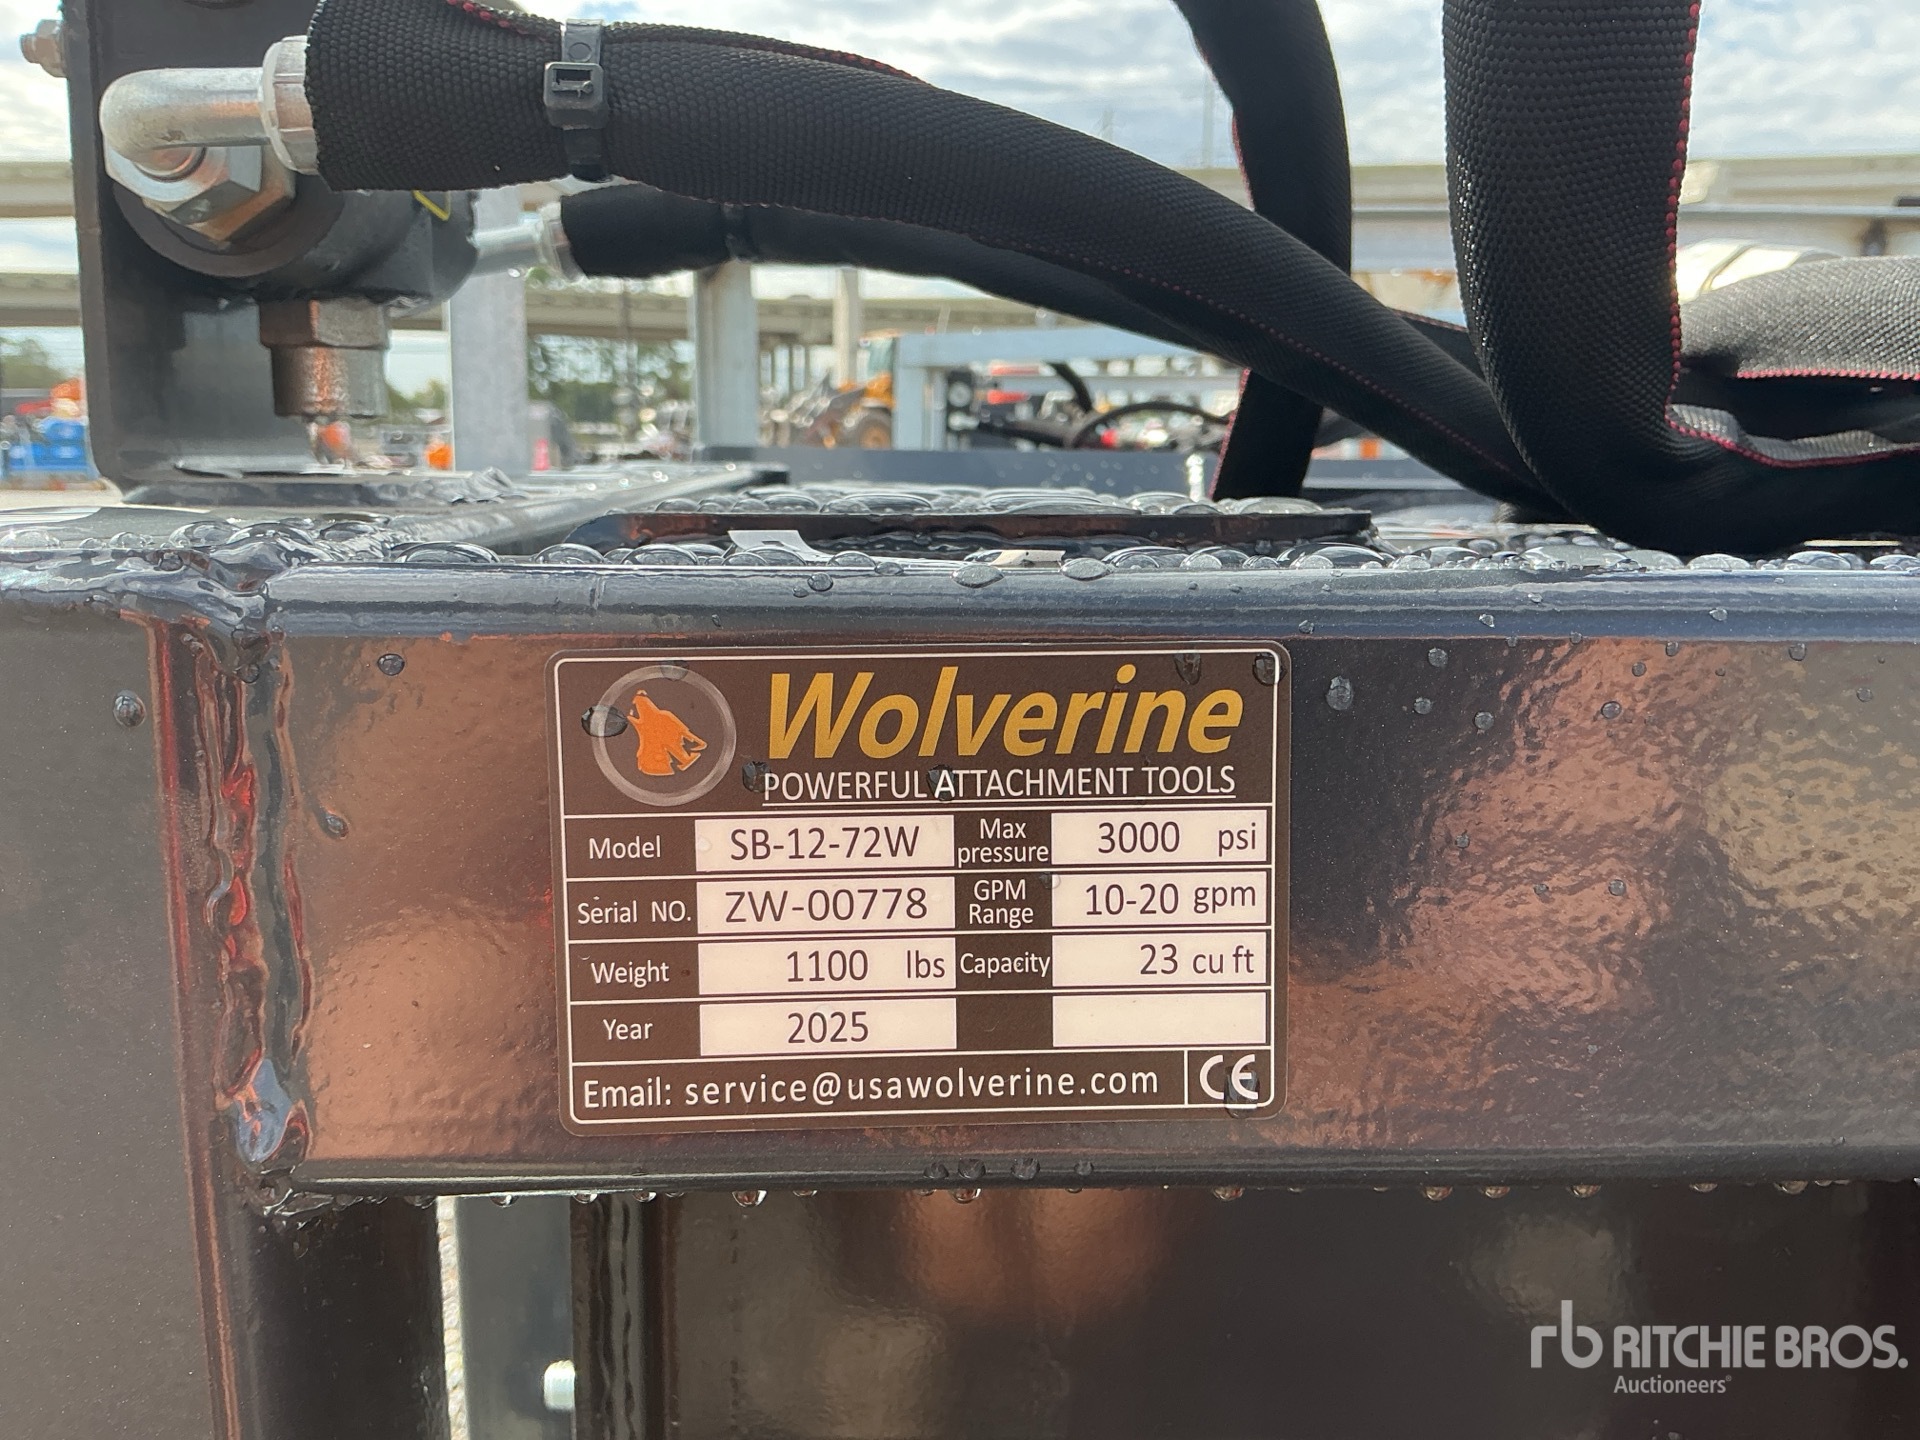 Wolverine
POWERFUL ATTACHMENT TOOLS
Model SB-12-72W Max pressure 3000 psi
Serial NO. ZW-00778 GPM Range 10-20 gpm
Weight 1100 lbs Capacity 23 cu ft
Year 2025
Email: service@usawolverine.com CE
rb RITCHIE BROS.
Auctioneers®